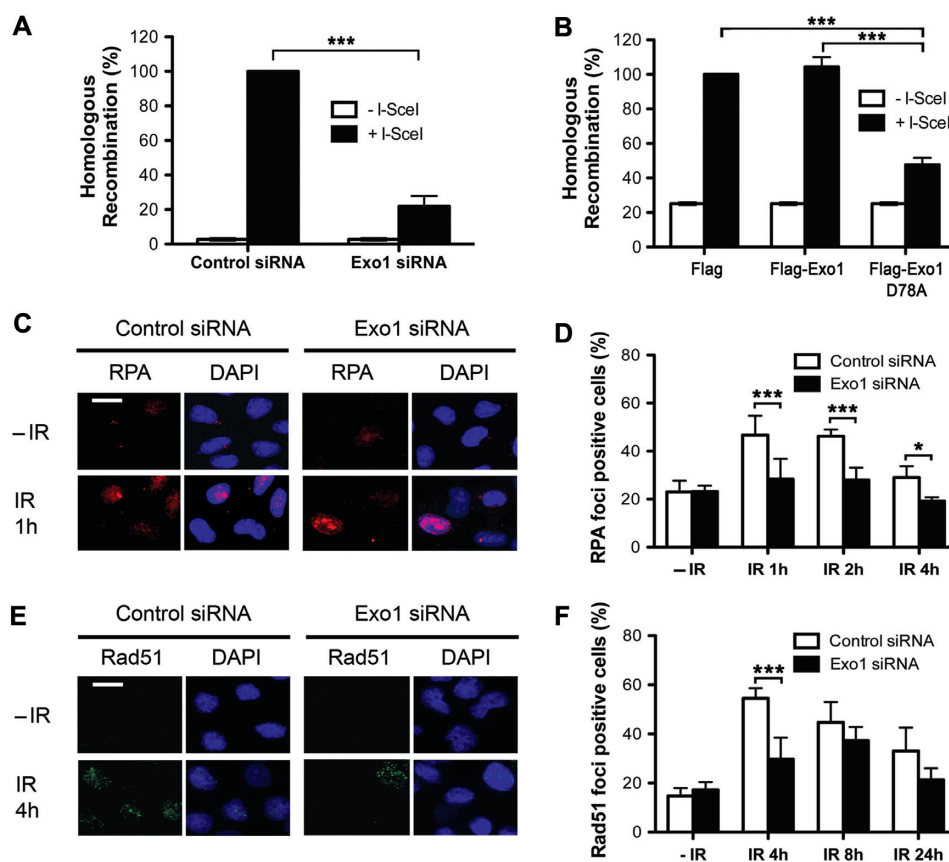 A
Homologous
Recombination (%)
120
100
80
60
40
20
0
***
- I-SceI
+ I-SceI
Control siRNA
Exo1 siRNA
B
Homologous
Recombination (%)
120
100
80
60
40
20
0
***
***
- I-SceI
+ I-SceI
Flag
Flag-Exo1
Flag-Exo1
D78A
C
Control siRNA
Exo1 siRNA
RPA
DAPI
RPA
DAPI
– IR
IR
1h
D
RPA foci positive cells (%)
80
60
40
20
0
Control siRNA
Exo1 siRNA
***
***
*
– IR
IR 1h
IR 2h
IR 4h
E
Control siRNA
Exo1 siRNA
Rad51
DAPI
Rad51
DAPI
– IR
IR
4h
F
Rad51 foci positive cells (%)
80
60
40
20
0
Control siRNA
Exo1 siRNA
***
- IR
IR 4h
IR 8h
IR 24h